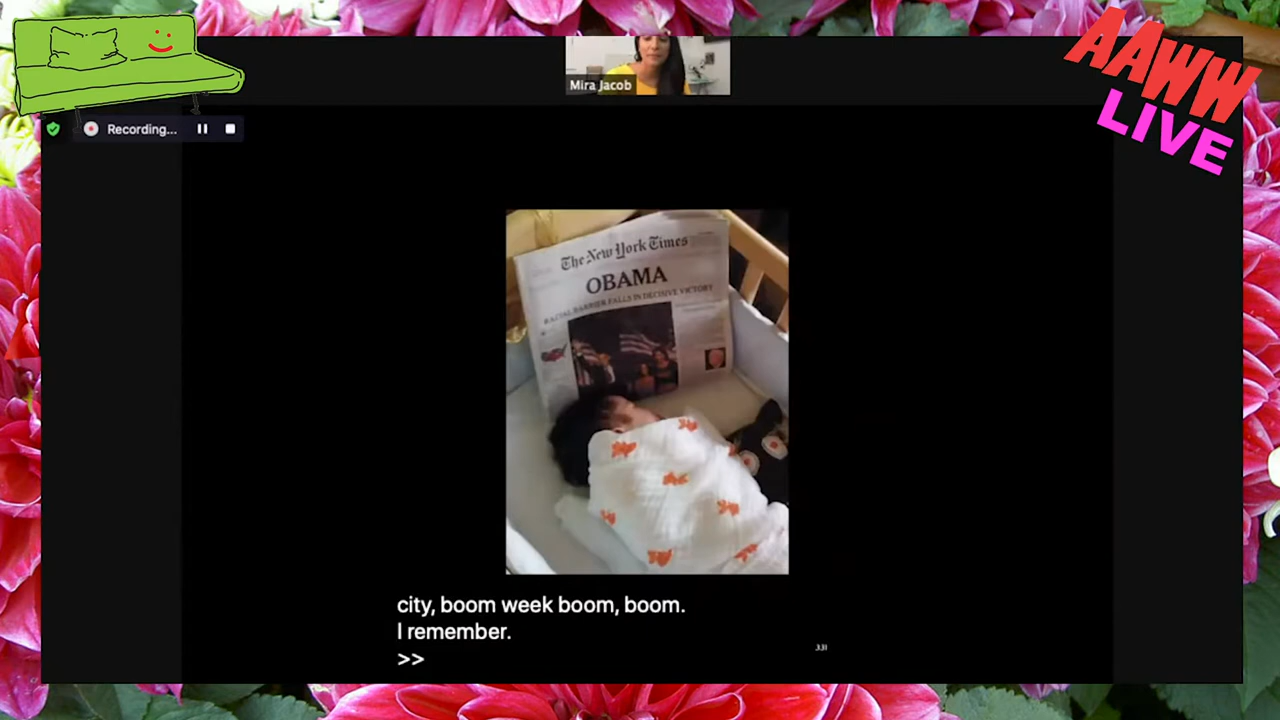 Mira Jacob
AAWW
LIVE
Recording...
The New York Times
OBAMA
RACIAL BARRIER FALLS IN DECISIVE VICTORY
city, boom week boom, boom.
I remember.
>>